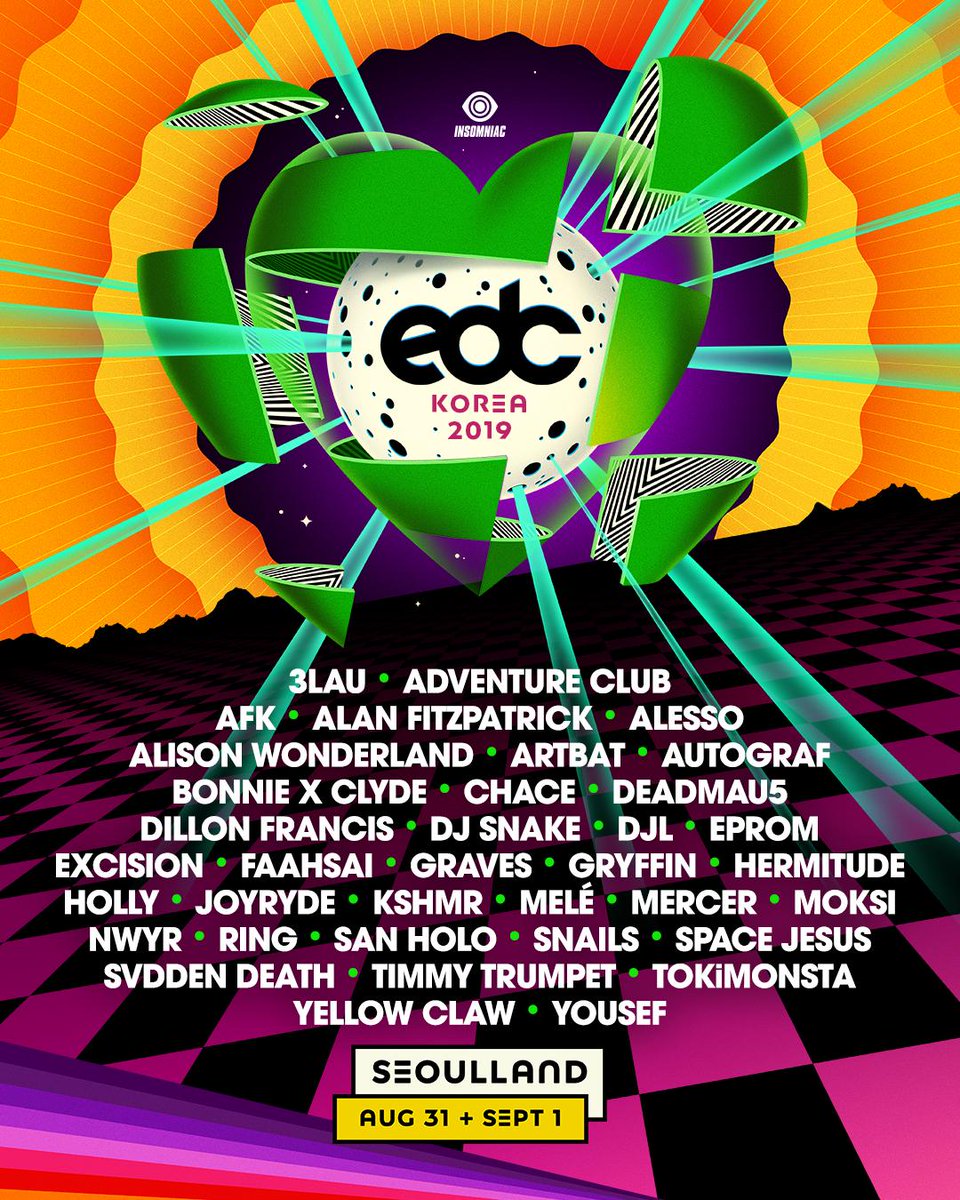 INSOMNIAC
edc
KOREA
2019
3LAU • ADVENTURE CLUB
AFK • ALAN FITZPATRICK • ALESSO
ALISON WONDERLAND • ARTBAT • AUTOGRAF
BONNIE X CLYDE • CHACE • DEADMAU5
DILLON FRANCIS • DJ SNAKE • DJL • EPROM
EXCISION • FAAHSAI • GRAVES • GRYFFIN • HERMITUDE
HOLLY • JOYRYDE • KSHMR • MELÉ • MERCER • MOKSI
NWYR • RING • SAN HOLO • SNAILS • SPACE JESUS
SVDDEN DEATH • TIMMY TRUMPET • TOKiMONSTA
YELLOW CLAW • YOUSEF
SEOULLAND
AUG 31 + SEPT 1